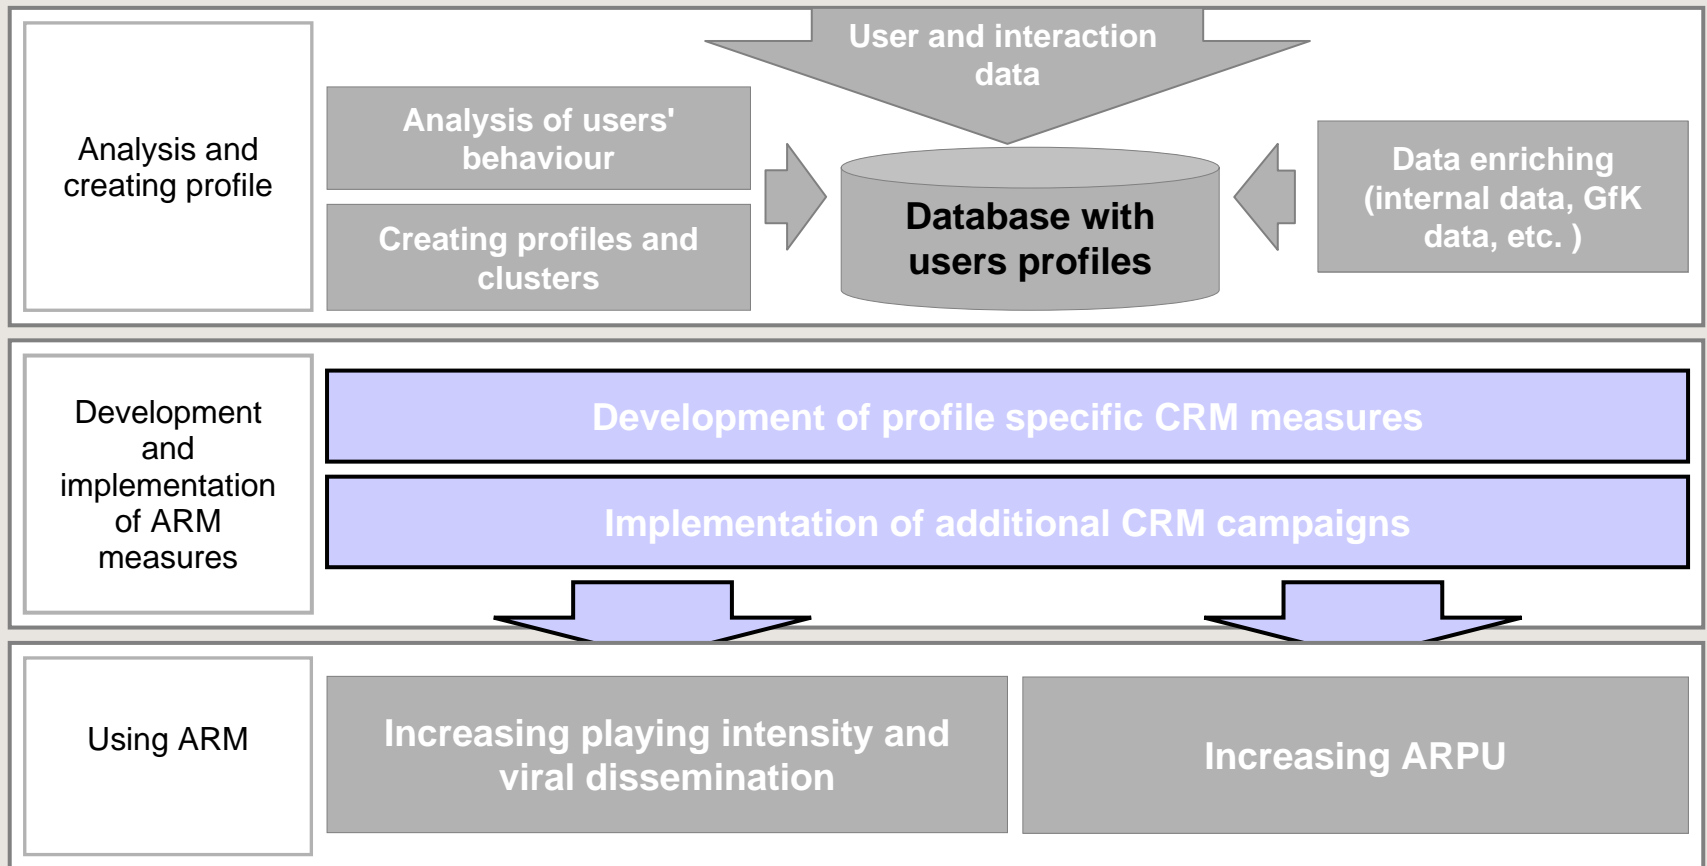 User and interaction
data
Analysis and
creating profile
Analysis of users'
behaviour
Creating profiles and
clusters
Database with
users profiles
Data enriching
(internal data, GfK
data, etc. )
Development
and
implementation
of ARM
measures
Development of profile specific CRM measures
Implementation of additional CRM campaigns
Using ARM
Increasing playing intensity and
viral dissemination
Increasing ARPU